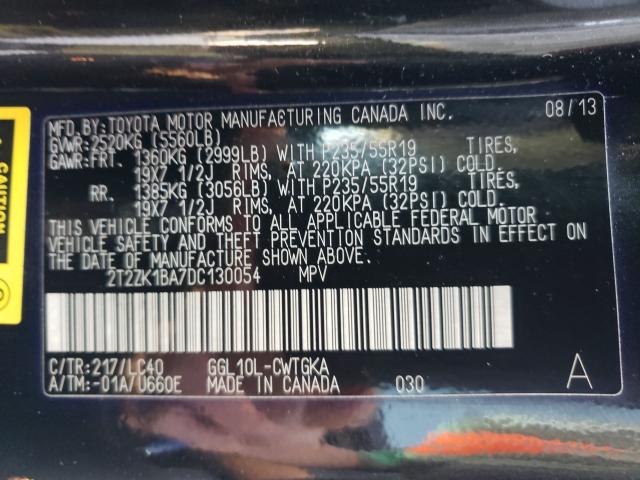 MFD.BY:TOYOTA MOTOR MANUFACTURING CANADA INC. 08/13
GVWR:2520KG (5560LB)
GAWR:FRT. 1360KG (2999LB) WITH P235/55R19 TIRES,
19X7 1/2J RIMS, AT 220KPA (32PSI) COLD.
RR. 1385KG (3056LB) WITH P235/55R19 TIRES,
19X7 1/2J RIMS, AT 220KPA (32PSI) COLD.
THIS VEHICLE CONFORMS TO ALL APPLICABLE FEDERAL MOTOR
VEHICLE SAFETY AND THEFT PREVENTION STANDARDS IN EFFECT ON
THE DATE OF MANUFACTURE SHOWN ABOVE.
2T2ZK1BA7DC130054 MPV
C/TR:217/LC40 GGL10L-CWTGKA
A/TM:-01A/U660E MADE IN CANADA 030 A
CAUTION